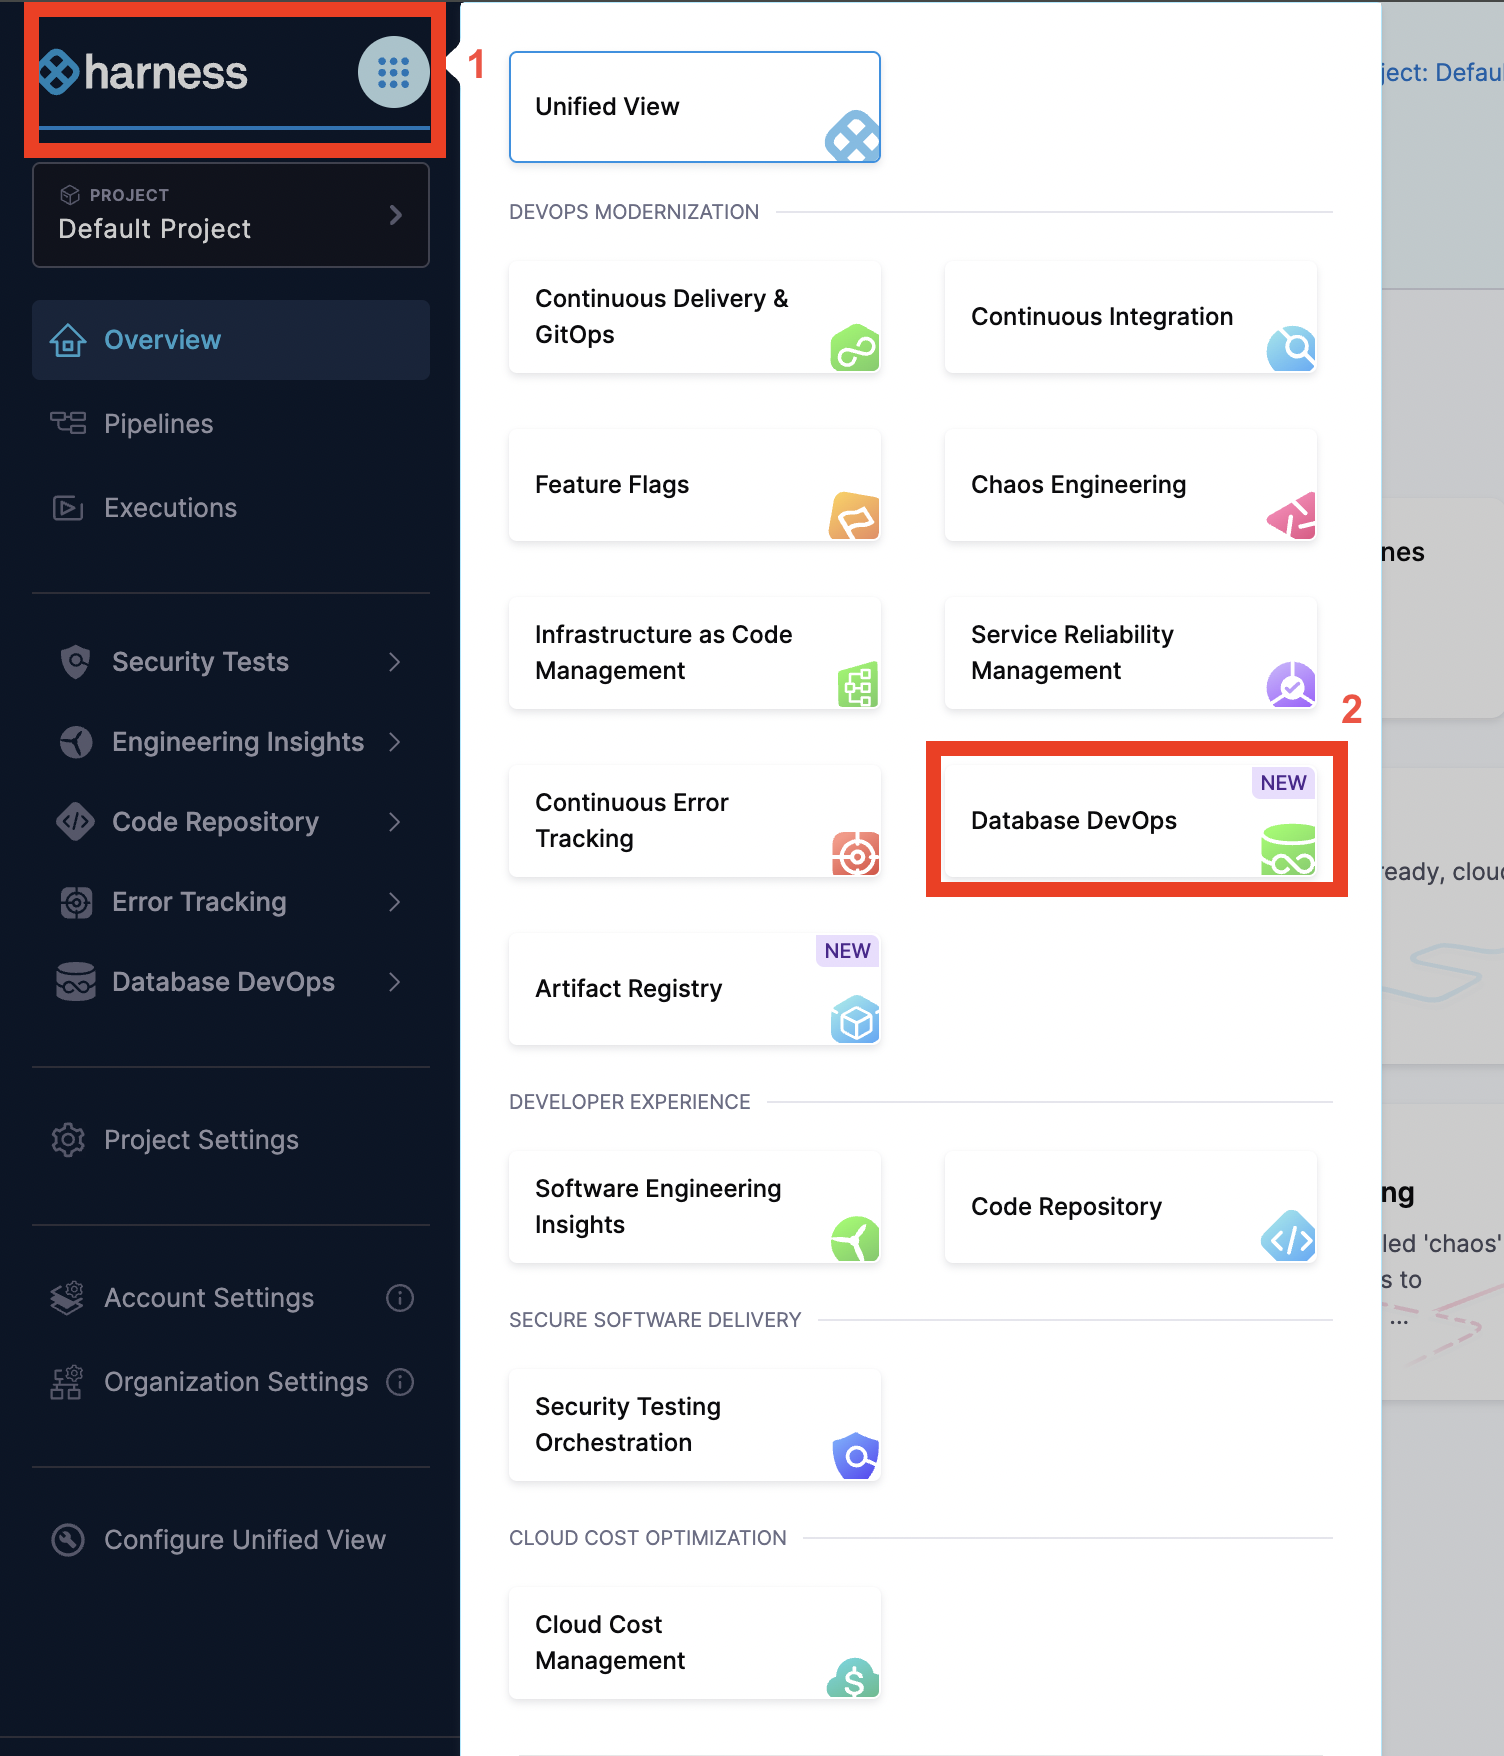 harness
1
PROJECT
Default Project
Overview
Pipelines
Executions
Security Tests
Engineering Insights
Code Repository
Error Tracking
Database DevOps
Project Settings
Account Settings
Organization Settings
Configure Unified View
Unified View
DEVOPS MODERNIZATION
Continuous Delivery &
GitOps
Continuous Integration
Feature Flags
Chaos Engineering
Infrastructure as Code
Management
Service Reliability
Management
2
Continuous Error
Tracking
NEW
Database DevOps
NEW
Artifact Registry
DEVELOPER EXPERIENCE
Software Engineering
Insights
Code Repository
SECURE SOFTWARE DELIVERY
Security Testing
Orchestration
CLOUD COST OPTIMIZATION
Cloud Cost
Management
ject: Defau
nes
ready, clou
ng
led 'chaos'
s to
...